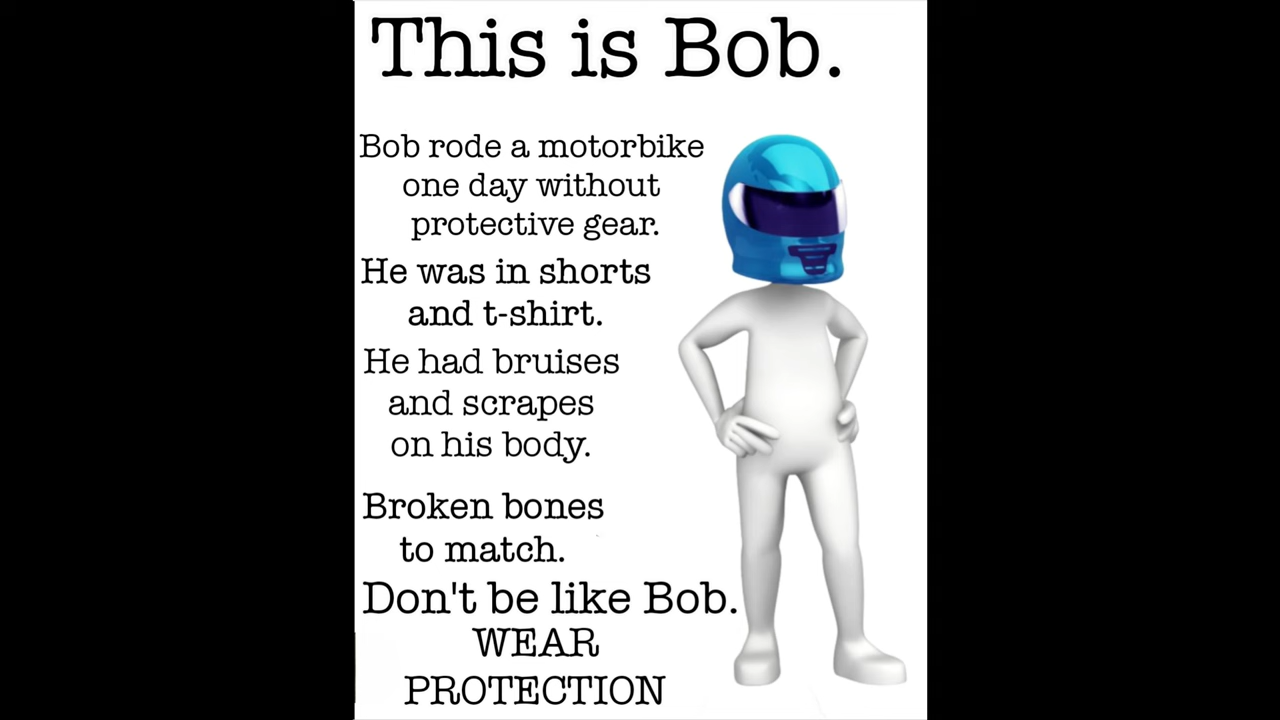 This is Bob.
Bob rode a motorbike
one day without
protective gear.
He was in shorts
and t-shirt.
He had bruises
and scrapes
on his body.
Broken bones
to match.
Don't be like Bob.
WEAR
PROTECTION